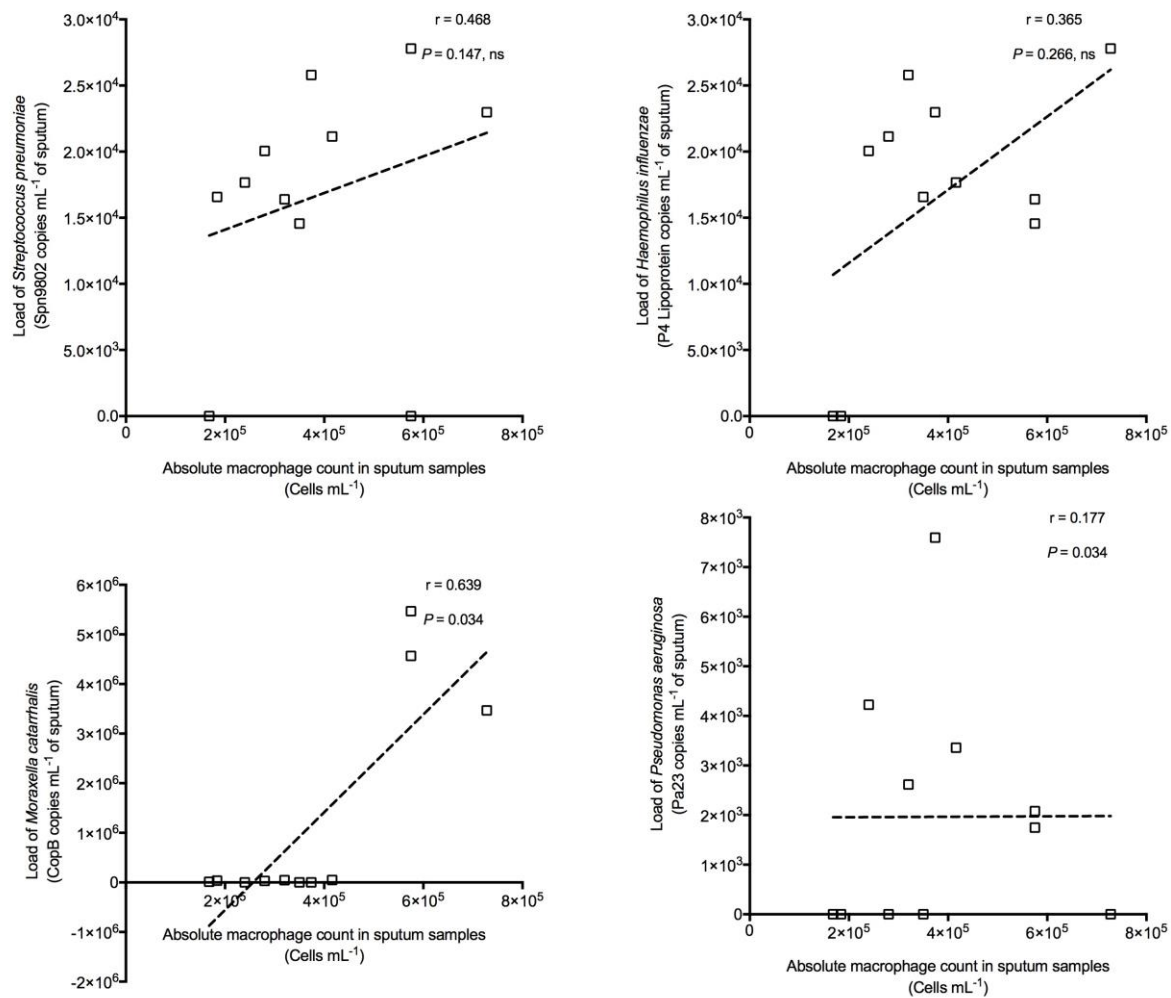 Load of Streptococcus pneumoniae
(Spn9802 copies mL⁻¹ of sputum)
3.0×10⁴
2.5×10⁴
2.0×10⁴
1.5×10⁴
1.0×10⁴
5.0×10³
0.0
r = 0.468
P = 0.147, ns
0
2×10⁵
4×10⁵
6×10⁵
8×10⁵
Absolute macrophage count in sputum samples
(Cells mL⁻¹)
Load of Haemophilus influenzae
(P4 Lipoprotein copies mL⁻¹ of sputum)
3.0×10⁴
2.5×10⁴
2.0×10⁴
1.5×10⁴
1.0×10⁴
5.0×10³
0.0
r = 0.365
P = 0.266, ns
0
2×10⁵
4×10⁵
6×10⁵
8×10⁵
Absolute macrophage count in sputum samples
(Cells mL⁻¹)
Load of Moraxella catarrhalis
(CopB copies mL⁻¹ of sputum)
6×10⁶
5×10⁶
4×10⁶
3×10⁶
2×10⁶
1×10⁶
0
-1×10⁶
-2×10⁶
r = 0.639
P = 0.034
2×10⁵
4×10⁵
6×10⁵
8×10⁵
Absolute macrophage count in sputum samples
(Cells mL⁻¹)
Load of Pseudomonas aeruginosa
(Pa23 copies mL⁻¹ of sputum)
8×10³
7×10³
6×10³
5×10³
4×10³
3×10³
2×10³
1×10³
0
r = 0.177
P = 0.034
0
2×10⁵
4×10⁵
6×10⁵
8×10⁵
Absolute macrophage count in sputum samples
(Cells mL⁻¹)